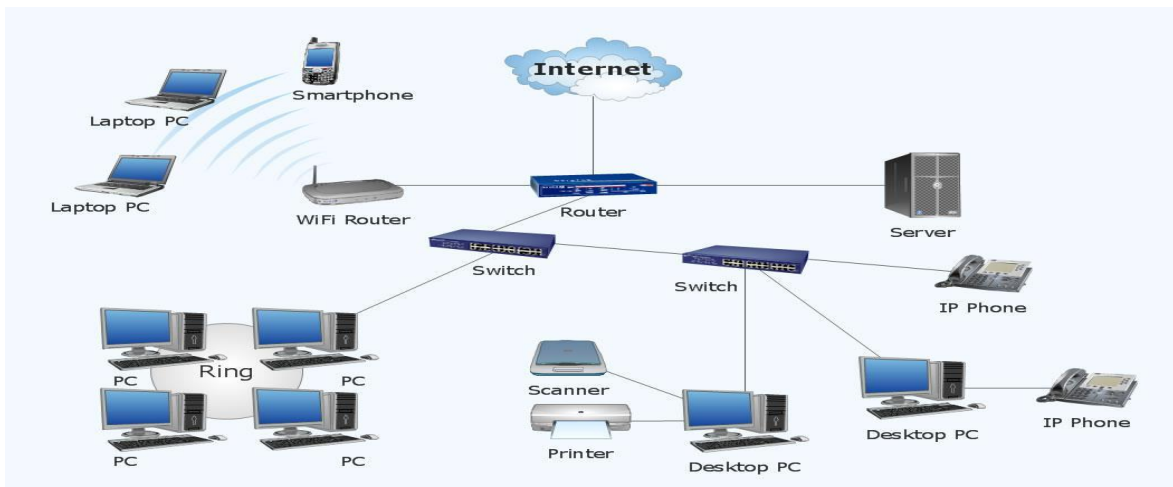 Internet
Smartphone
Laptop PC
Laptop PC
WiFi Router
Router
Server
Switch
Switch
IP Phone
Ring
PC
PC
PC
PC
Scanner
Printer
Desktop PC
Desktop PC
IP Phone